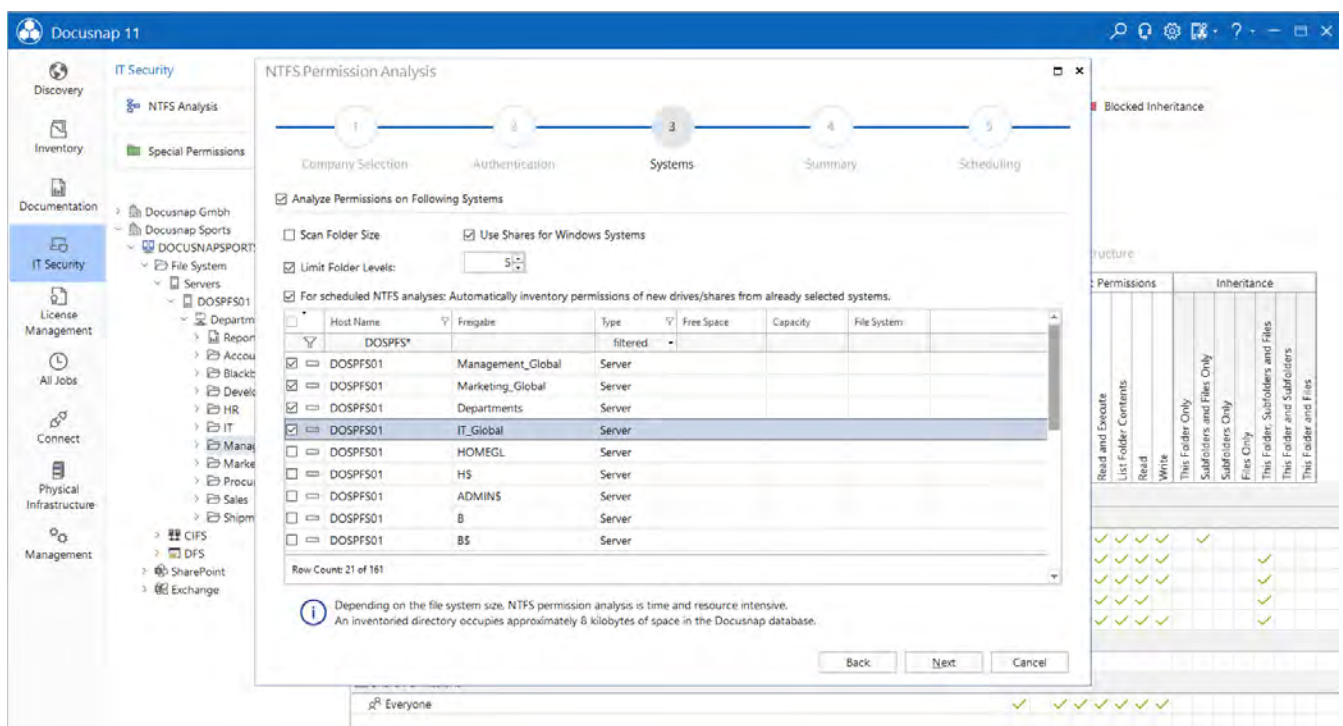 Docusnap 11
Discovery
Inventory
Documentation
IT Security
License
Management
All Jobs
Connect
Physical
Infrastructure
Management
IT Security
NTFS Analysis
Special Permissions
Docusnap Gmbh
Docusnap Sports
DOCUSNAPSPORTS
File System
Servers
DOSPFS01
Departm
Report
Accou
Blackb
Develo
HR
IT
Manag
Marke
Procu
Sales
Shipm
CIFS
DFS
SharePoint
Exchange
NTFS Permission Analysis
1 2 3 4 5
Company Selection Authentication Systems Summary Scheduling
Analyze Permissions on Following Systems
Scan Folder Size Use Shares for Windows Systems
Limit Folder Levels: 5
For scheduled NTFS analyses: Automatically inventory permissions of new drives/shares from already selected systems.
Host Name Freigabe Type Free Space Capacity File System
DOSPFS* filtered
DOSPFS01 Management_Global Server
DOSPFS01 Marketing_Global Server
DOSPFS01 Departments Server
DOSPFS01 IT_Global Server
DOSPFS01 HOMEGL Server
DOSPFS01 H$ Server
DOSPFS01 ADMIN$ Server
DOSPFS01 B Server
DOSPFS01 B$ Server
Row Count: 21 of 161
Depending on the file system size, NTFS permission analysis is time and resource intensive.
An inventoried directory occupies approximately 8 kilobytes of space in the Docusnap database.
Back Next Cancel
Blocked Inheritance
ructure
Permissions Inheritance
Read and Execute
List Folder Contents
Read
Write
This Folder Only
Subfolders and Files Only
Subfolders Only
Files Only
This Folder, Subfolders and Files
This Folder and Subfolders
This Folder and Files
Everyone